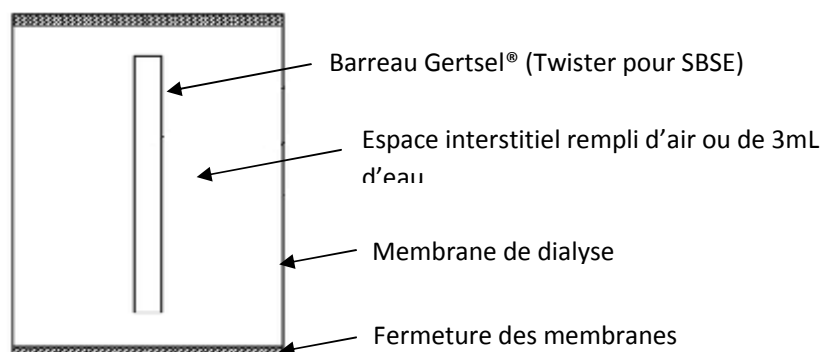 Barreau Gertsel® (Twister pour SBSE)
Espace interstitiel rempli d’air ou de 3mL
d’eau
Membrane de dialyse
Fermeture des membranes